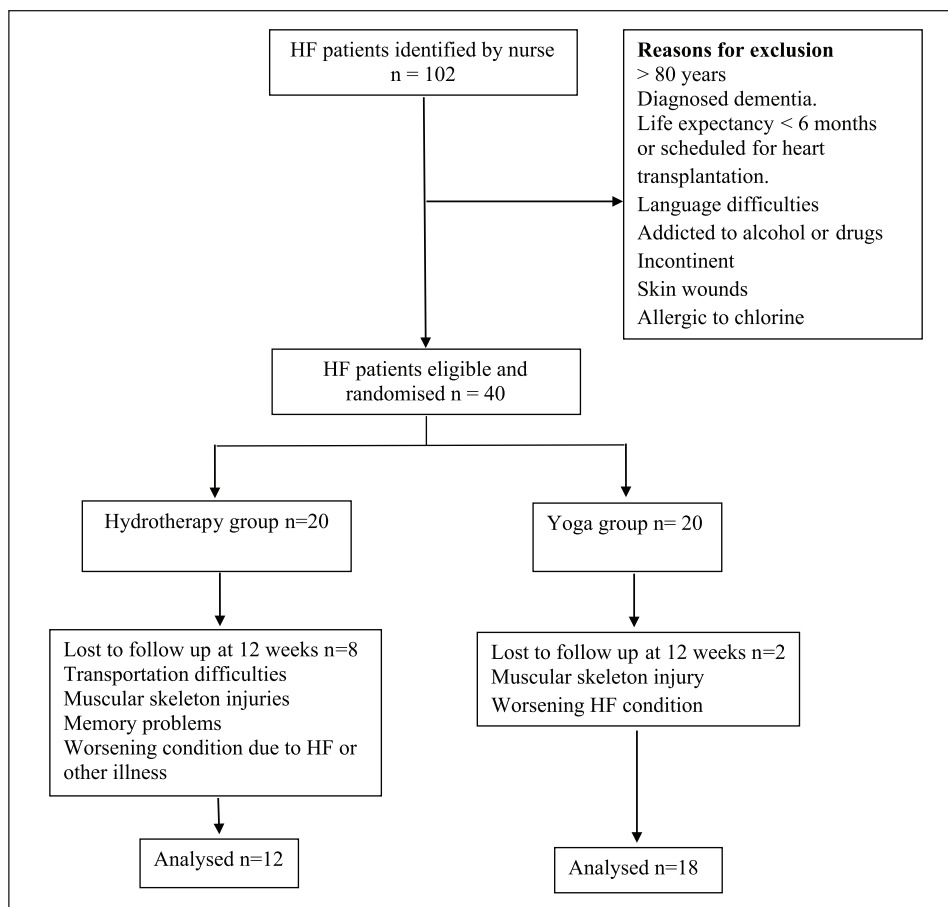 HF patients identified by nurse
n = 102
Reasons for exclusion
> 80 years
Diagnosed dementia.
Life expectancy < 6 months
or scheduled for heart
transplantation.
Language difficulties
Addicted to alcohol or drugs
Incontinent
Skin wounds
Allergic to chlorine
HF patients eligible and
randomised n = 40
Hydrotherapy group n=20
Yoga group n= 20
Lost to follow up at 12 weeks n=8
Transportation difficulties
Muscular skeleton injuries
Memory problems
Worsening condition due to HF or
other illness
Lost to follow up at 12 weeks n=2
Muscular skeleton injury
Worsening HF condition
Analysed n=12
Analysed n=18